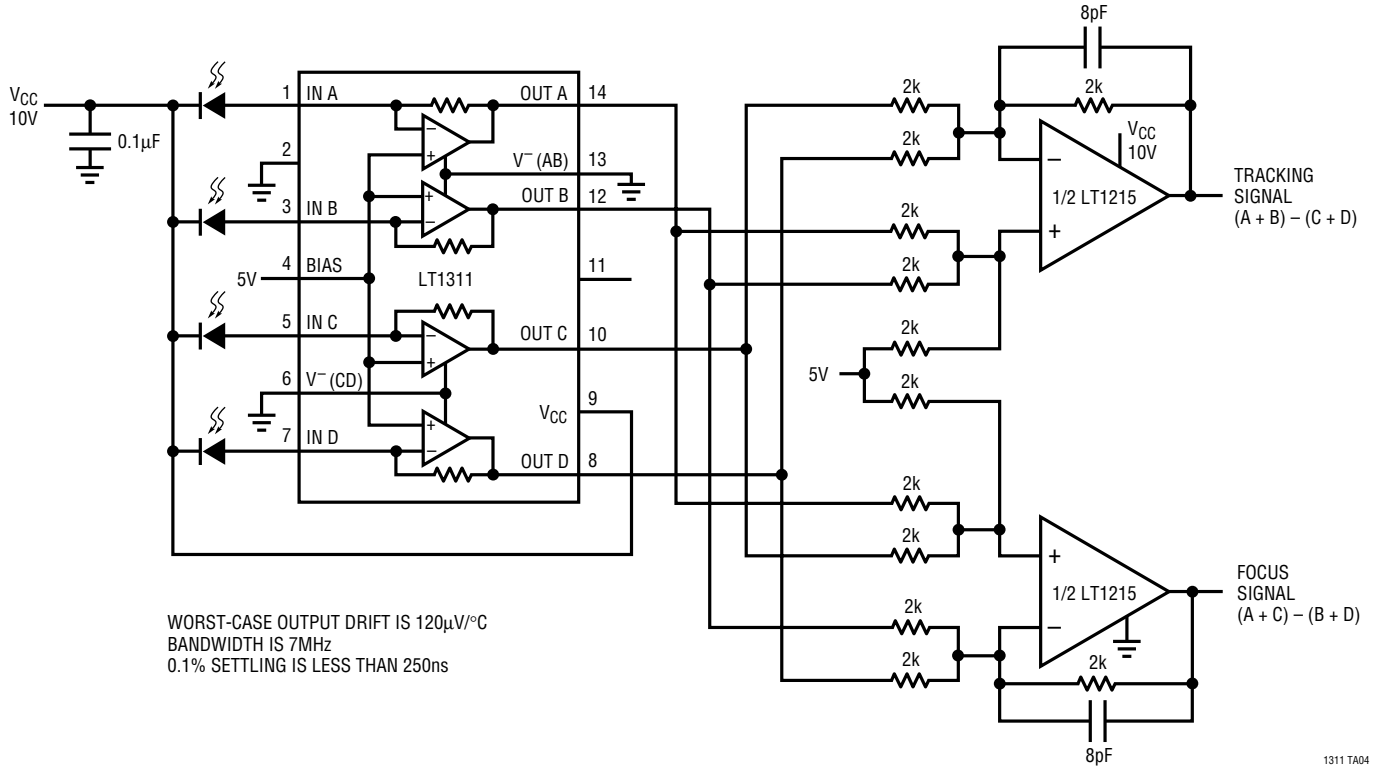 8pF
2k
VCC
10V
0.1µF
1
IN A
OUT A
14
2
V– (AB)
13
3
IN B
OUT B
12
4
BIAS
5V
LT1311
11
5
IN C
OUT C
10
6
V– (CD)
VCC
9
7
IN D
OUT D
8
–
+
–
+
+
–
–
+
+
–
2k
2k
2k
2k
2k
5V
2k
–
+
VCC
10V
1/2 LT1215
TRACKING
SIGNAL
(A + B) – (C + D)
2k
2k
2k
2k
+
–
1/2 LT1215
FOCUS
SIGNAL
(A + C) – (B + D)
2k
8pF
WORST-CASE OUTPUT DRIFT IS 120µV/°C
BANDWIDTH IS 7MHz
0.1% SETTLING IS LESS THAN 250ns
1311 TA04